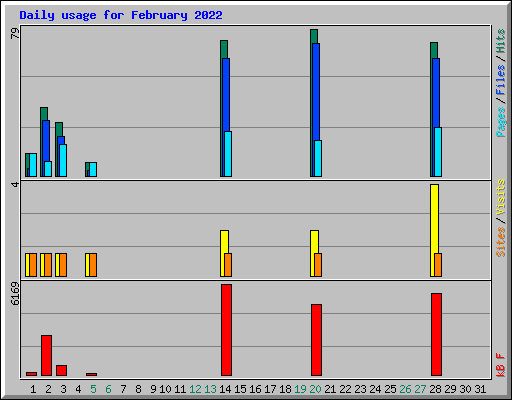 Daily usage for February 2022
79
Pages / Files / Hits
4
Sites / Visits
6169
kB F
1 2 3 4 5 6 7 8 9 10 11 12 13 14 15 16 17 18 19 20 21 22 23 24 25 26 27 28 29 30 31